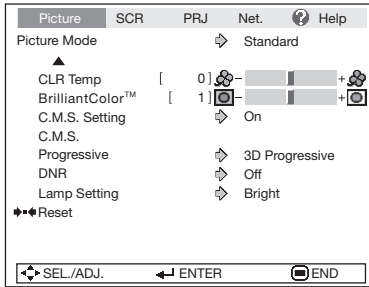 Picture SCR PRJ Net. ? Help
Picture Mode Standard
CLR Temp [ 0 ] - +
BrilliantColor™ [ 1 ] - +
C.M.S. Setting On
C.M.S.
Progressive 3D Progressive
DNR Off
Lamp Setting Bright
Reset
SEL./ADJ. ENTER END